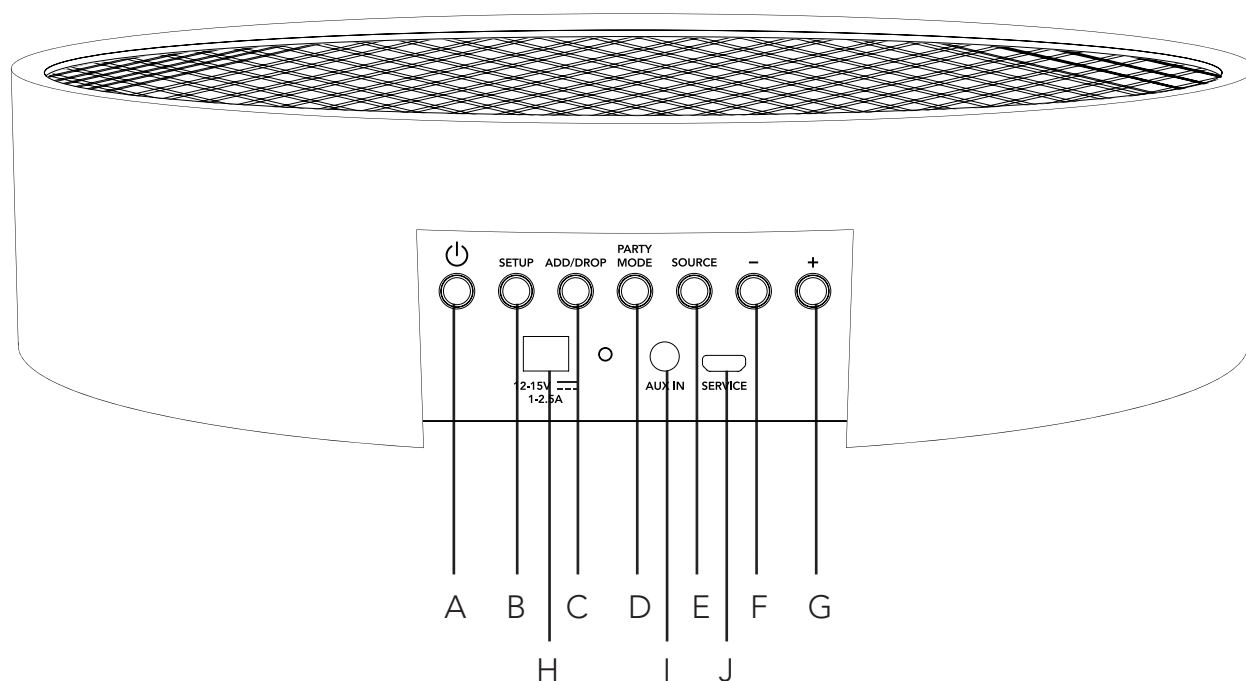 PARTY
SETUP ADD/DROP MODE SOURCE – +
12-15V
1-2.5A
AUX IN SERVICE
A B C D E F G
H I J